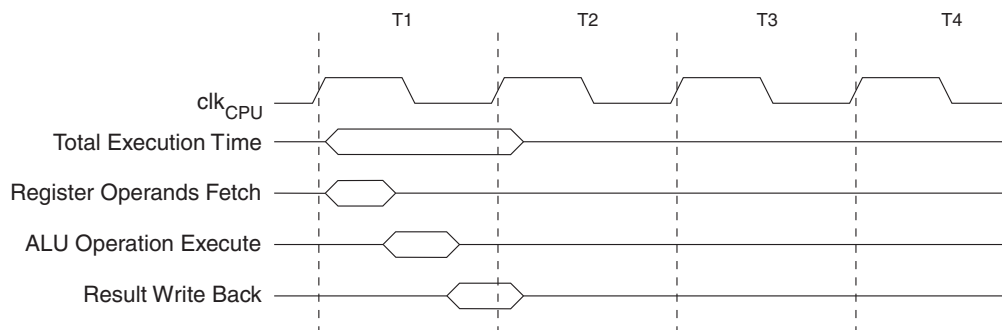 T1 T2 T3 T4
clkCPU
Total Execution Time
Register Operands Fetch
ALU Operation Execute
Result Write Back